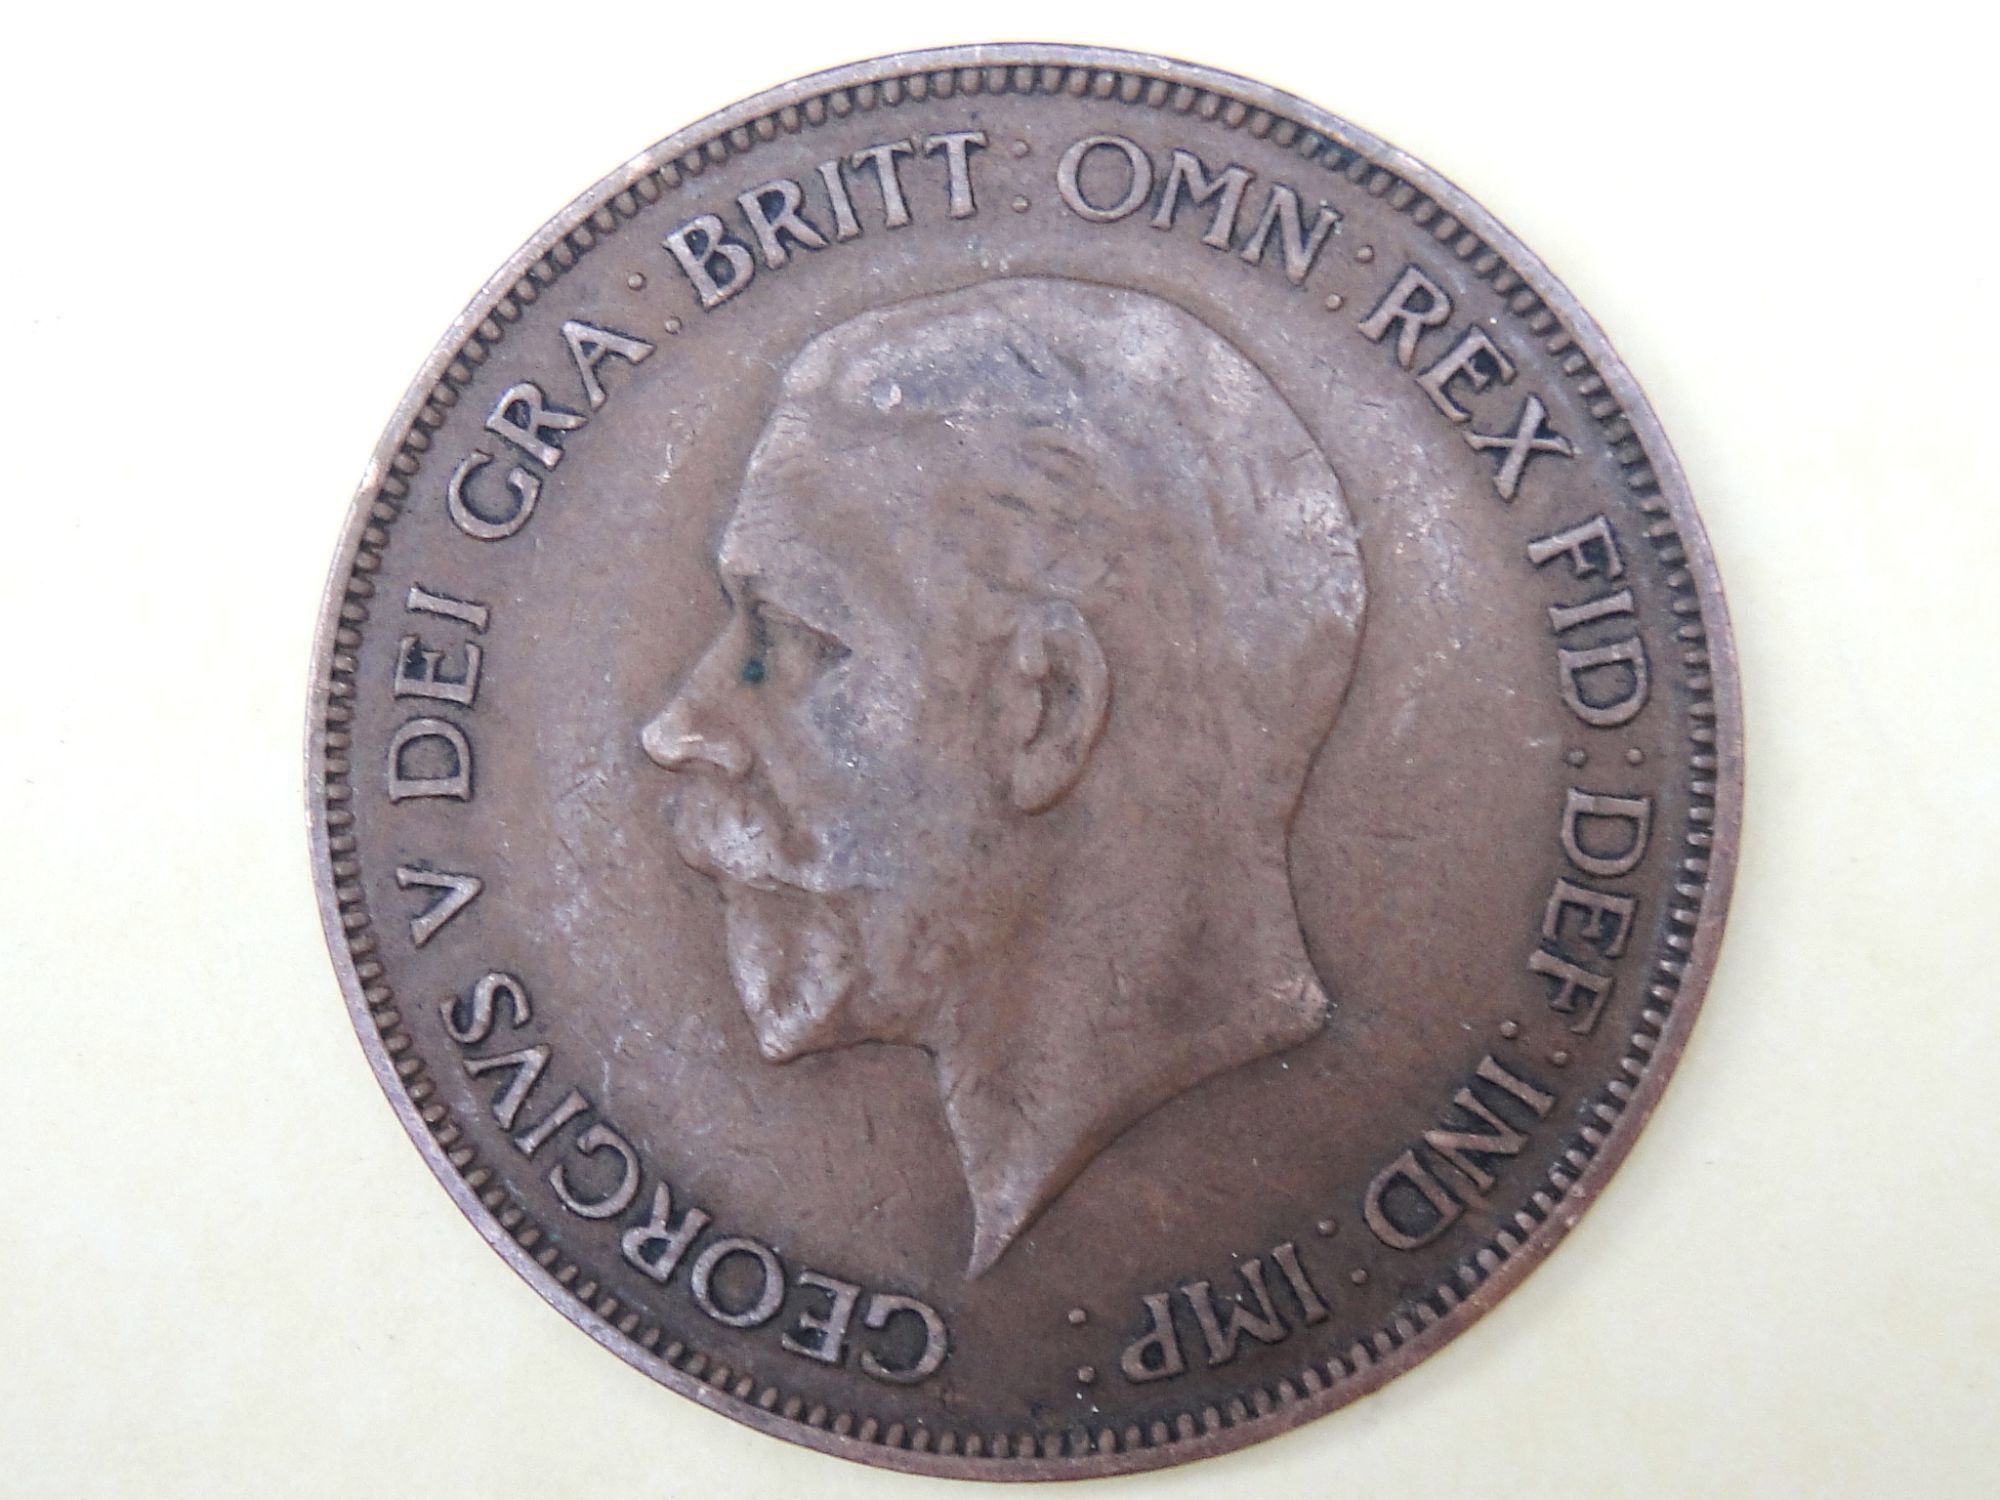 GEORGIVS V DEI GRA: BRITT: OMN: REX FID: DEF: IND: IMP: